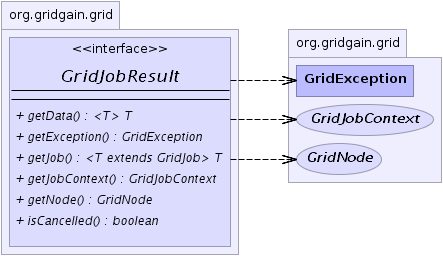 org.gridgain.grid
<<interface>>
GridJobResult
+ getData() : <T> T
+ getException() : GridException
+ getJob() : <T extends GridJob> T
+ getJobContext() : GridJobContext
+ getNode() : GridNode
+ isCancelled() : boolean
org.gridgain.grid
GridException
GridJobContext
GridNode